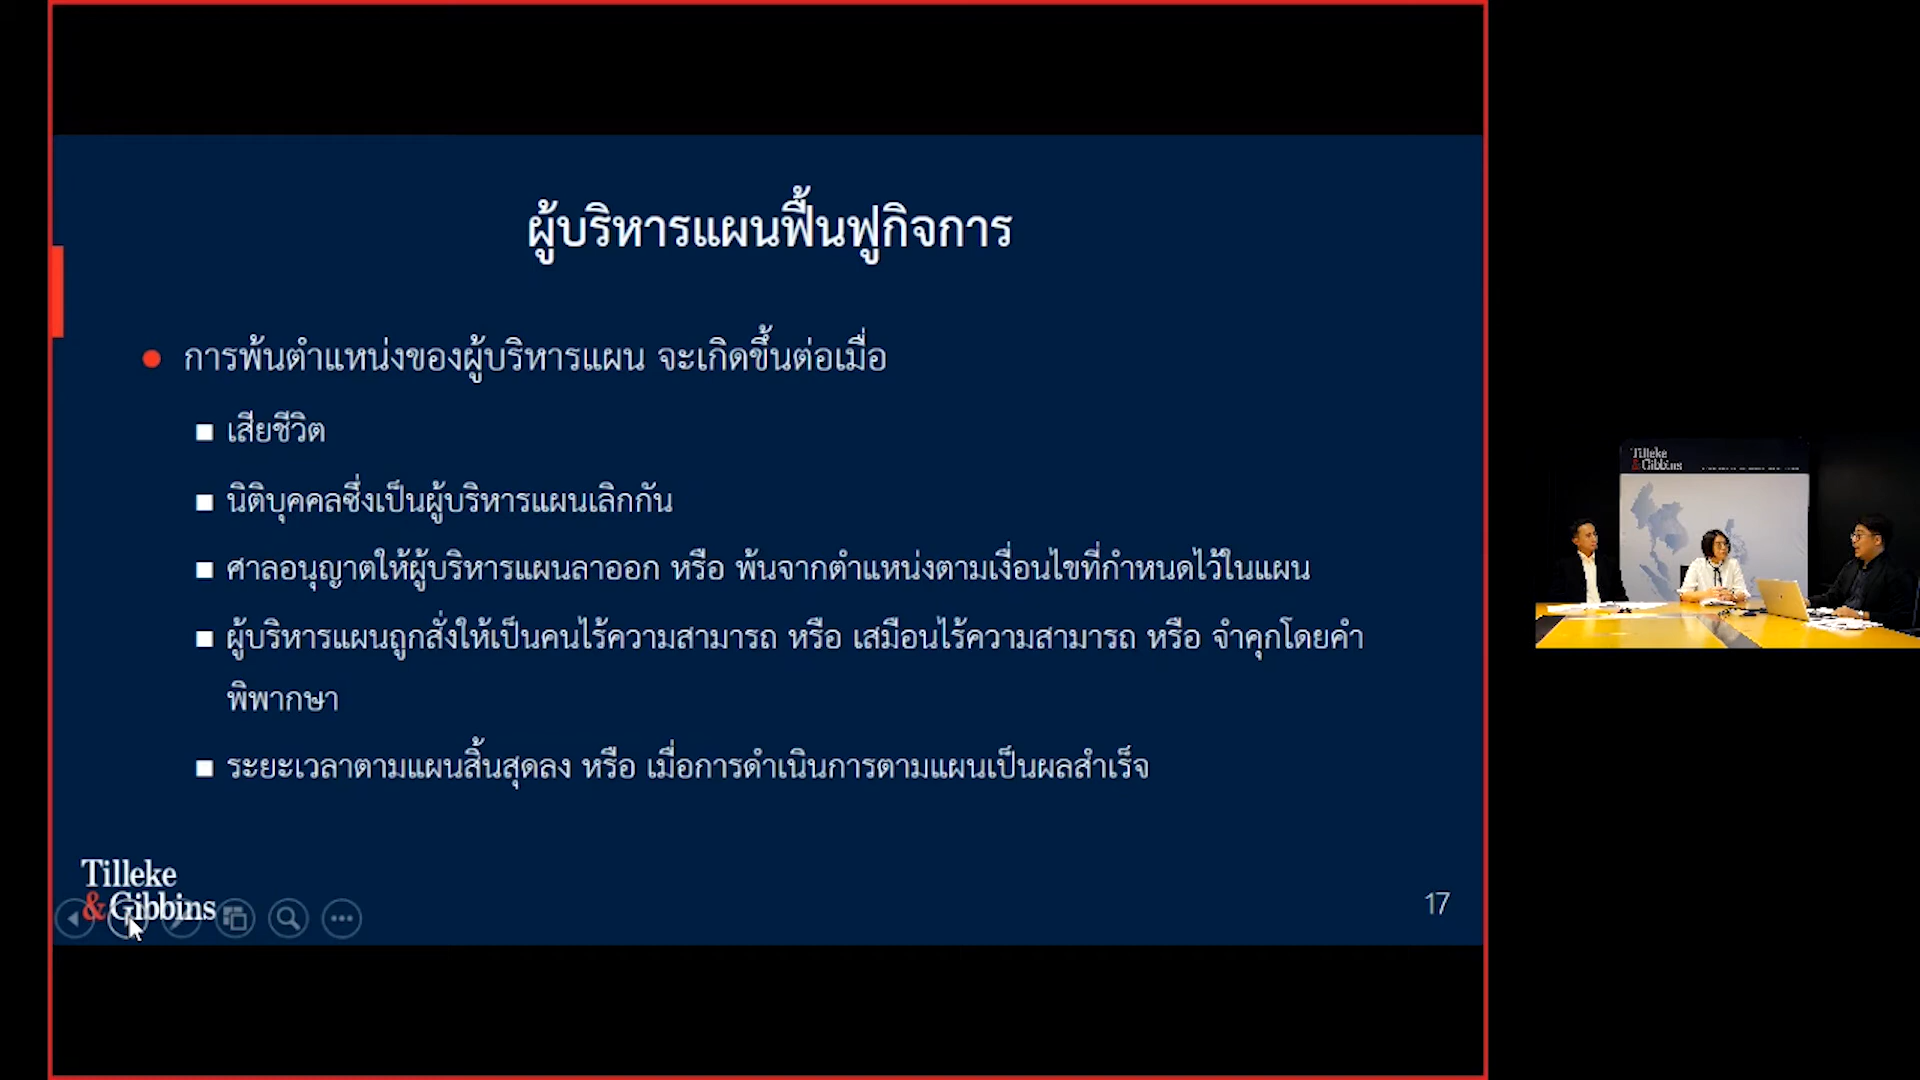 ผู้บริหารแผนฟื้นฟูกิจการ
การพ้นตำแหน่งของผู้บริหารแผน จะเกิดขึ้นต่อเมื่อ
เสียชีวิต
นิติบุคคลซึ่งเป็นผู้บริหารแผนเลิกกัน
ศาลอนุญาตให้ผู้บริหารแผนลาออก หรือ พ้นจากตำแหน่งตามเงื่อนไขที่กำหนดไว้ในแผน
ผู้บริหารแผนถูกสั่งให้เป็นคนไร้ความสามารถ หรือ เสมือนไร้ความสามารถ หรือ จำคุกโดยคำ
พิพากษา
ระยะเวลาตามแผนสิ้นสุดลง หรือ เมื่อการดำเนินการตามแผนเป็นผลสำเร็จ
Tilleke
& Gibbins
17
Tilleke
& Gibbins